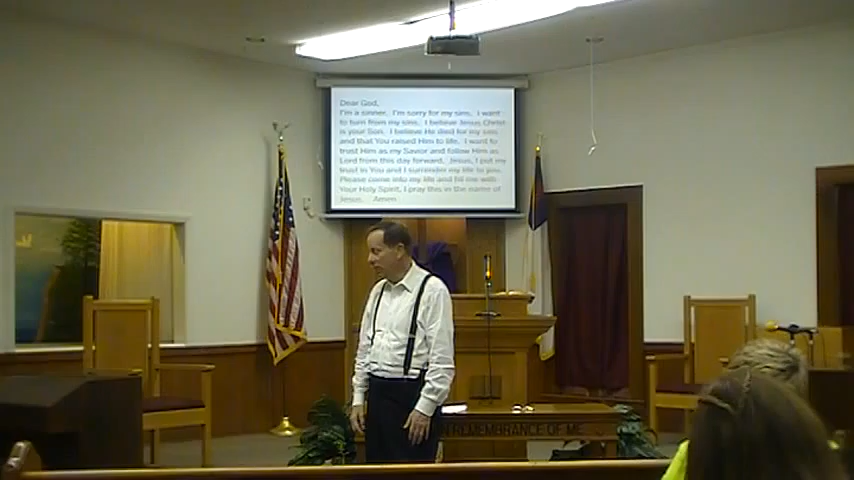 Dear God,
I'm a sinner. I'm sorry for my sins. I want
to turn from my sins. I believe Jesus Christ
is your Son. I believe He died for my sins
and that You raised Him to life. I want to
trust Him as my Savior and follow Him as
Lord from this day forward. Jesus, I put my
trust in You and I surrender my life to you.
Please come into my life and fill me with
Your Holy Spirit. I pray this in the name of
Jesus. Amen
IN REMEMBRANCE OF ME